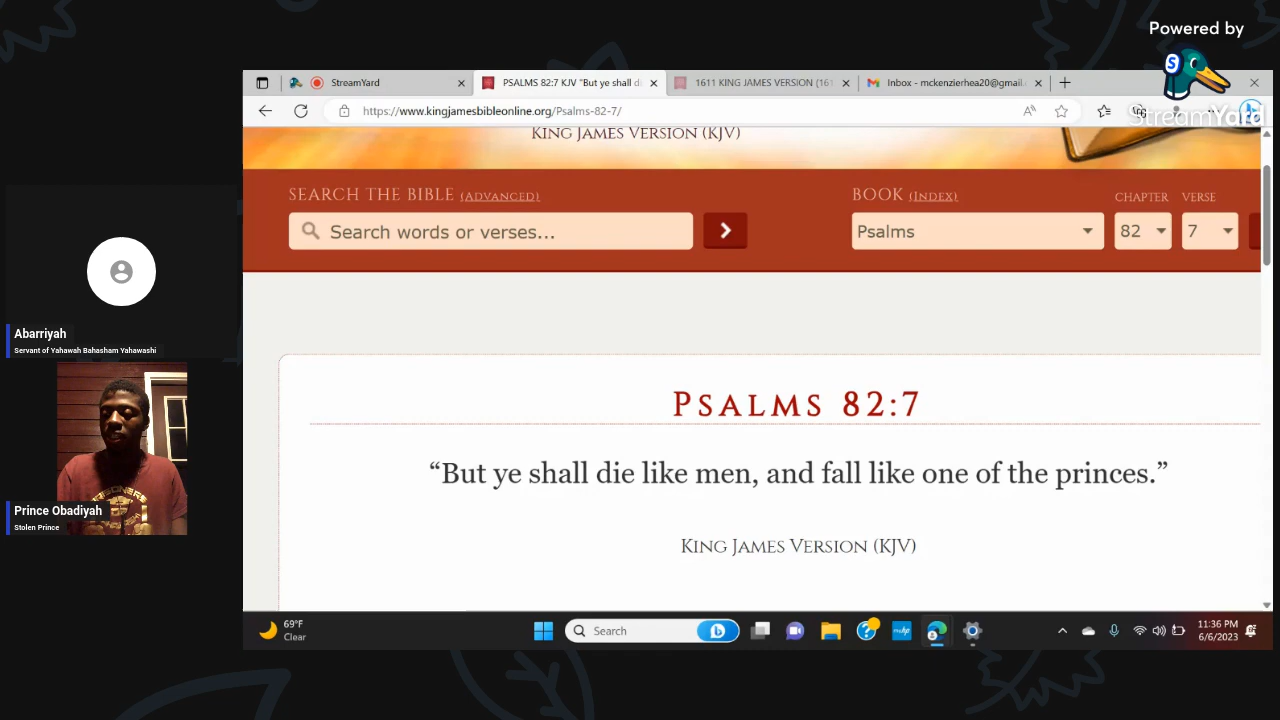 Powered by
StreamYard
StreamYard
PSALMS 82:7 KJV "But ye shall di
1611 KING JAMES VERSION (161
Inbox - mckenzierhea20@gmail.
https://www.kingjamesbibleonline.org/Psalms-82-7/
King James Version (KJV)
SEARCH THE BIBLE (ADVANCED)
BOOK (INDEX)
CHAPTER
VERSE
Search words or verses...
Psalms
82
7
Psalms 82:7
“But ye shall die like men, and fall like one of the princes.”
King James Version (KJV)
Abarriyah
Servant of Yahawah Bahasham Yahawashi
Prince Obadiyah
Stolen Prince
69°F
Clear
Search
11:36 PM
6/6/2023